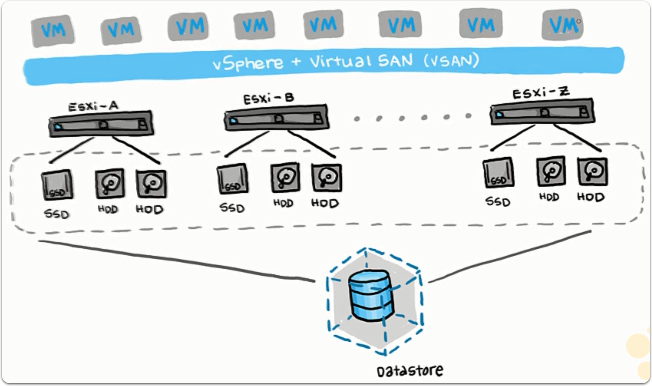 VM VM VM VM VM VM VM VM
vSphere + Virtual SAN (VSAN)
ESXi-A ESXi-B ESXi-Z
SSD SSD SSD
SSD HDD HDD SSD HDD HDD SSD HDD HDD
Datastore